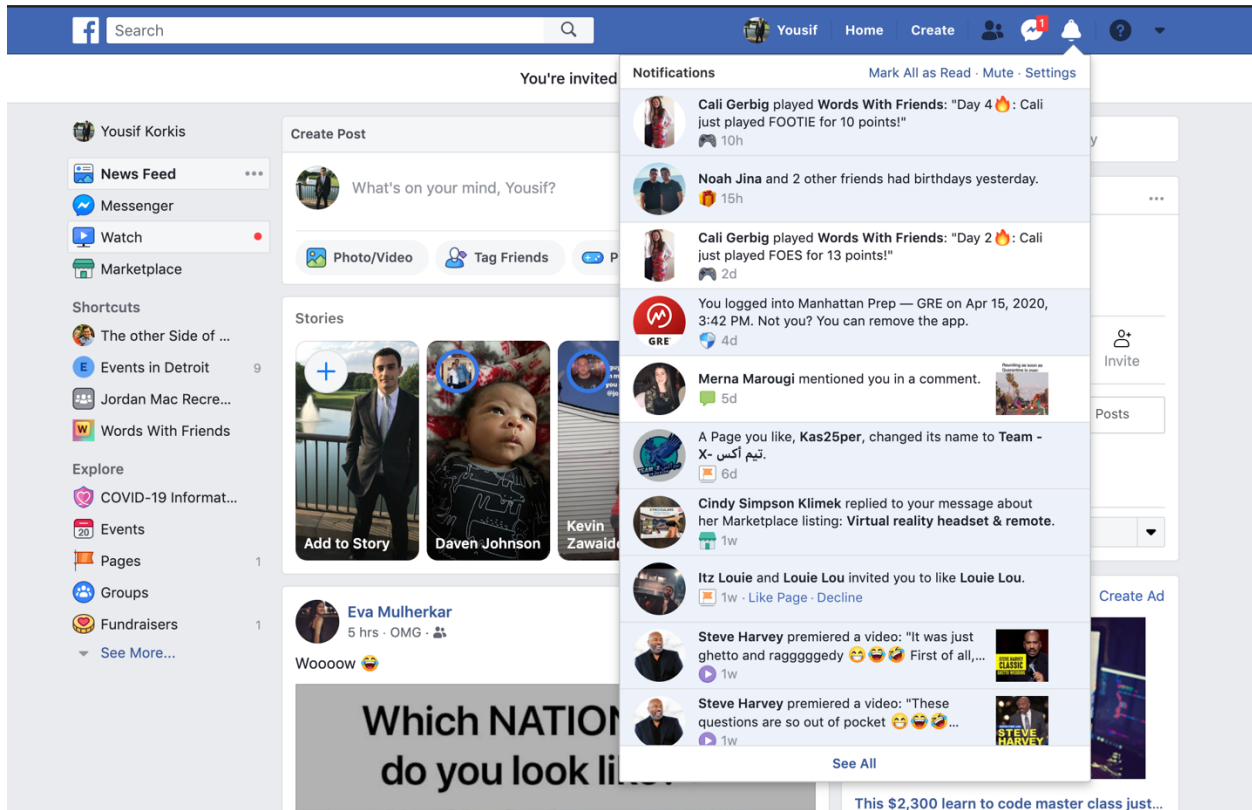 Search
Yousif
Home
Create
1
You're invited
Yousif Korkis
News Feed
Messenger
Watch
Marketplace
Shortcuts
The other Side of ...
Events in Detroit 9
Jordan Mac Recre...
Words With Friends
Explore
COVID-19 Informat...
Events
Pages 1
Groups
Fundraisers 1
See More...
Create Post
What's on your mind, Yousif?
Photo/Video
Tag Friends
P
Stories
Add to Story
Daven Johnson
Kevin
Zawaide
Eva Mulherkar
5 hrs · OMG ·
Woooow 😂
Which NATION
do you look li
Notifications
Mark All as Read · Mute · Settings
Cali Gerbig played Words With Friends: "Day 4🔥: Cali
just played FOOTIE for 10 points!"
10h
Noah Jina and 2 other friends had birthdays yesterday.
15h
Cali Gerbig played Words With Friends: "Day 2🔥: Cali
just played FOES for 13 points!"
2d
You logged into Manhattan Prep — GRE on Apr 15, 2020,
3:42 PM. Not you? You can remove the app.
GRE
4d
Merna Marougi mentioned you in a comment.
5d
A Page you like, Kas25per, changed its name to Team -
X- تيم أكس.
6d
Cindy Simpson Klimek replied to your message about
her Marketplace listing: Virtual reality headset & remote.
1w
Itz Louie and Louie Lou invited you to like Louie Lou.
1w · Like Page · Decline
Steve Harvey premiered a video: "It was just
ghetto and ragggggedy 😁😂🤣 First of all,...
1w
STEVE HARVEY
CLASSIC
Steve Harvey premiered a video: "These
questions are so out of pocket 😁😂🤣...
1w
STEVE
HARVEY
See All
y
Invite
Posts
Create Ad
This $2,300 learn to code master class just...